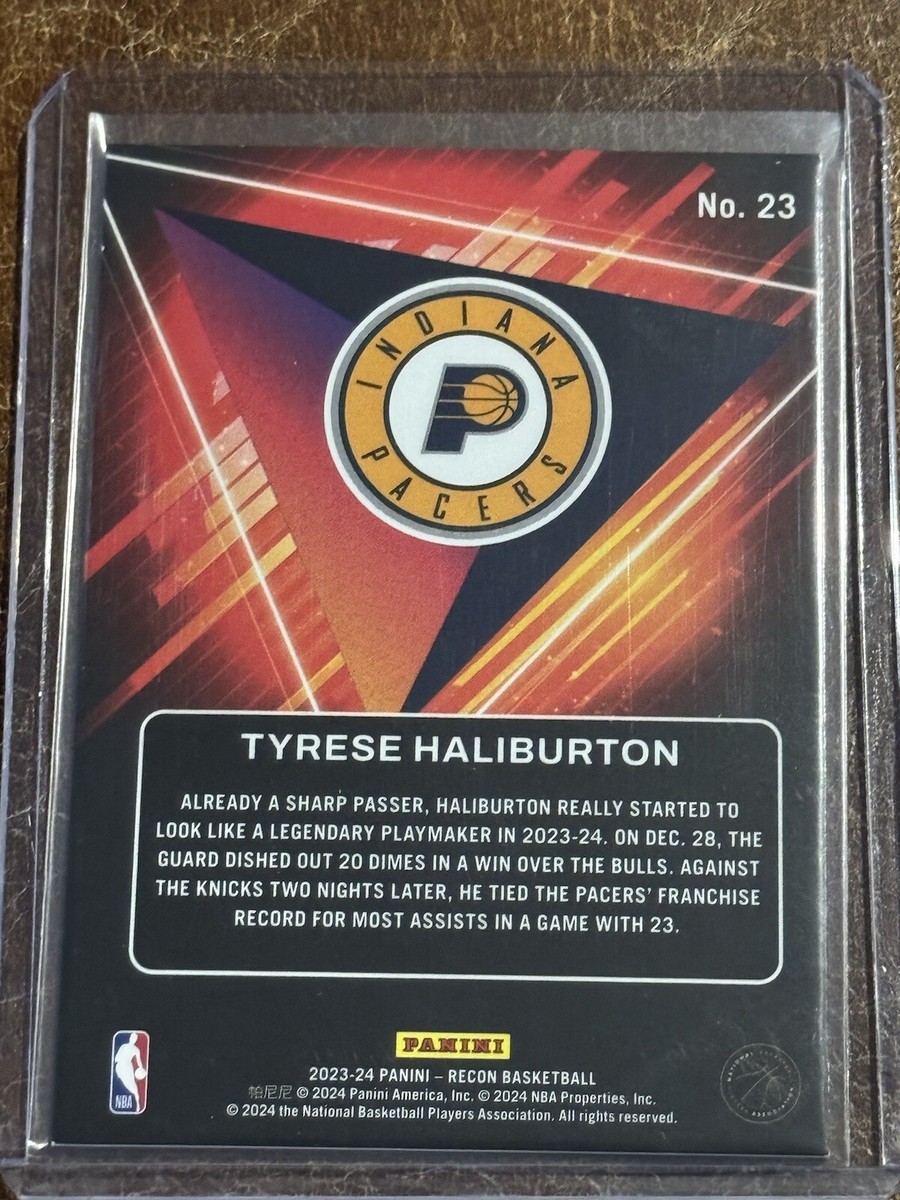 No. 23
INDIANA
PACERS
TYRESE HALIBURTON
ALREADY A SHARP PASSER, HALIBURTON REALLY STARTED TO
LOOK LIKE A LEGENDARY PLAYMAKER IN 2023-24. ON DEC. 28, THE
GUARD DISHED OUT 20 DIMES IN A WIN OVER THE BULLS. AGAINST
THE KNICKS TWO NIGHTS LATER, HE TIED THE PACERS' FRANCHISE
RECORD FOR MOST ASSISTS IN A GAME WITH 23.
PANINI
2023-24 PANINI – RECON BASKETBALL
帕尼尼 © 2024 Panini America, Inc. © 2024 NBA Properties, Inc.
© 2024 the National Basketball Players Association. All rights reserved.
NBA